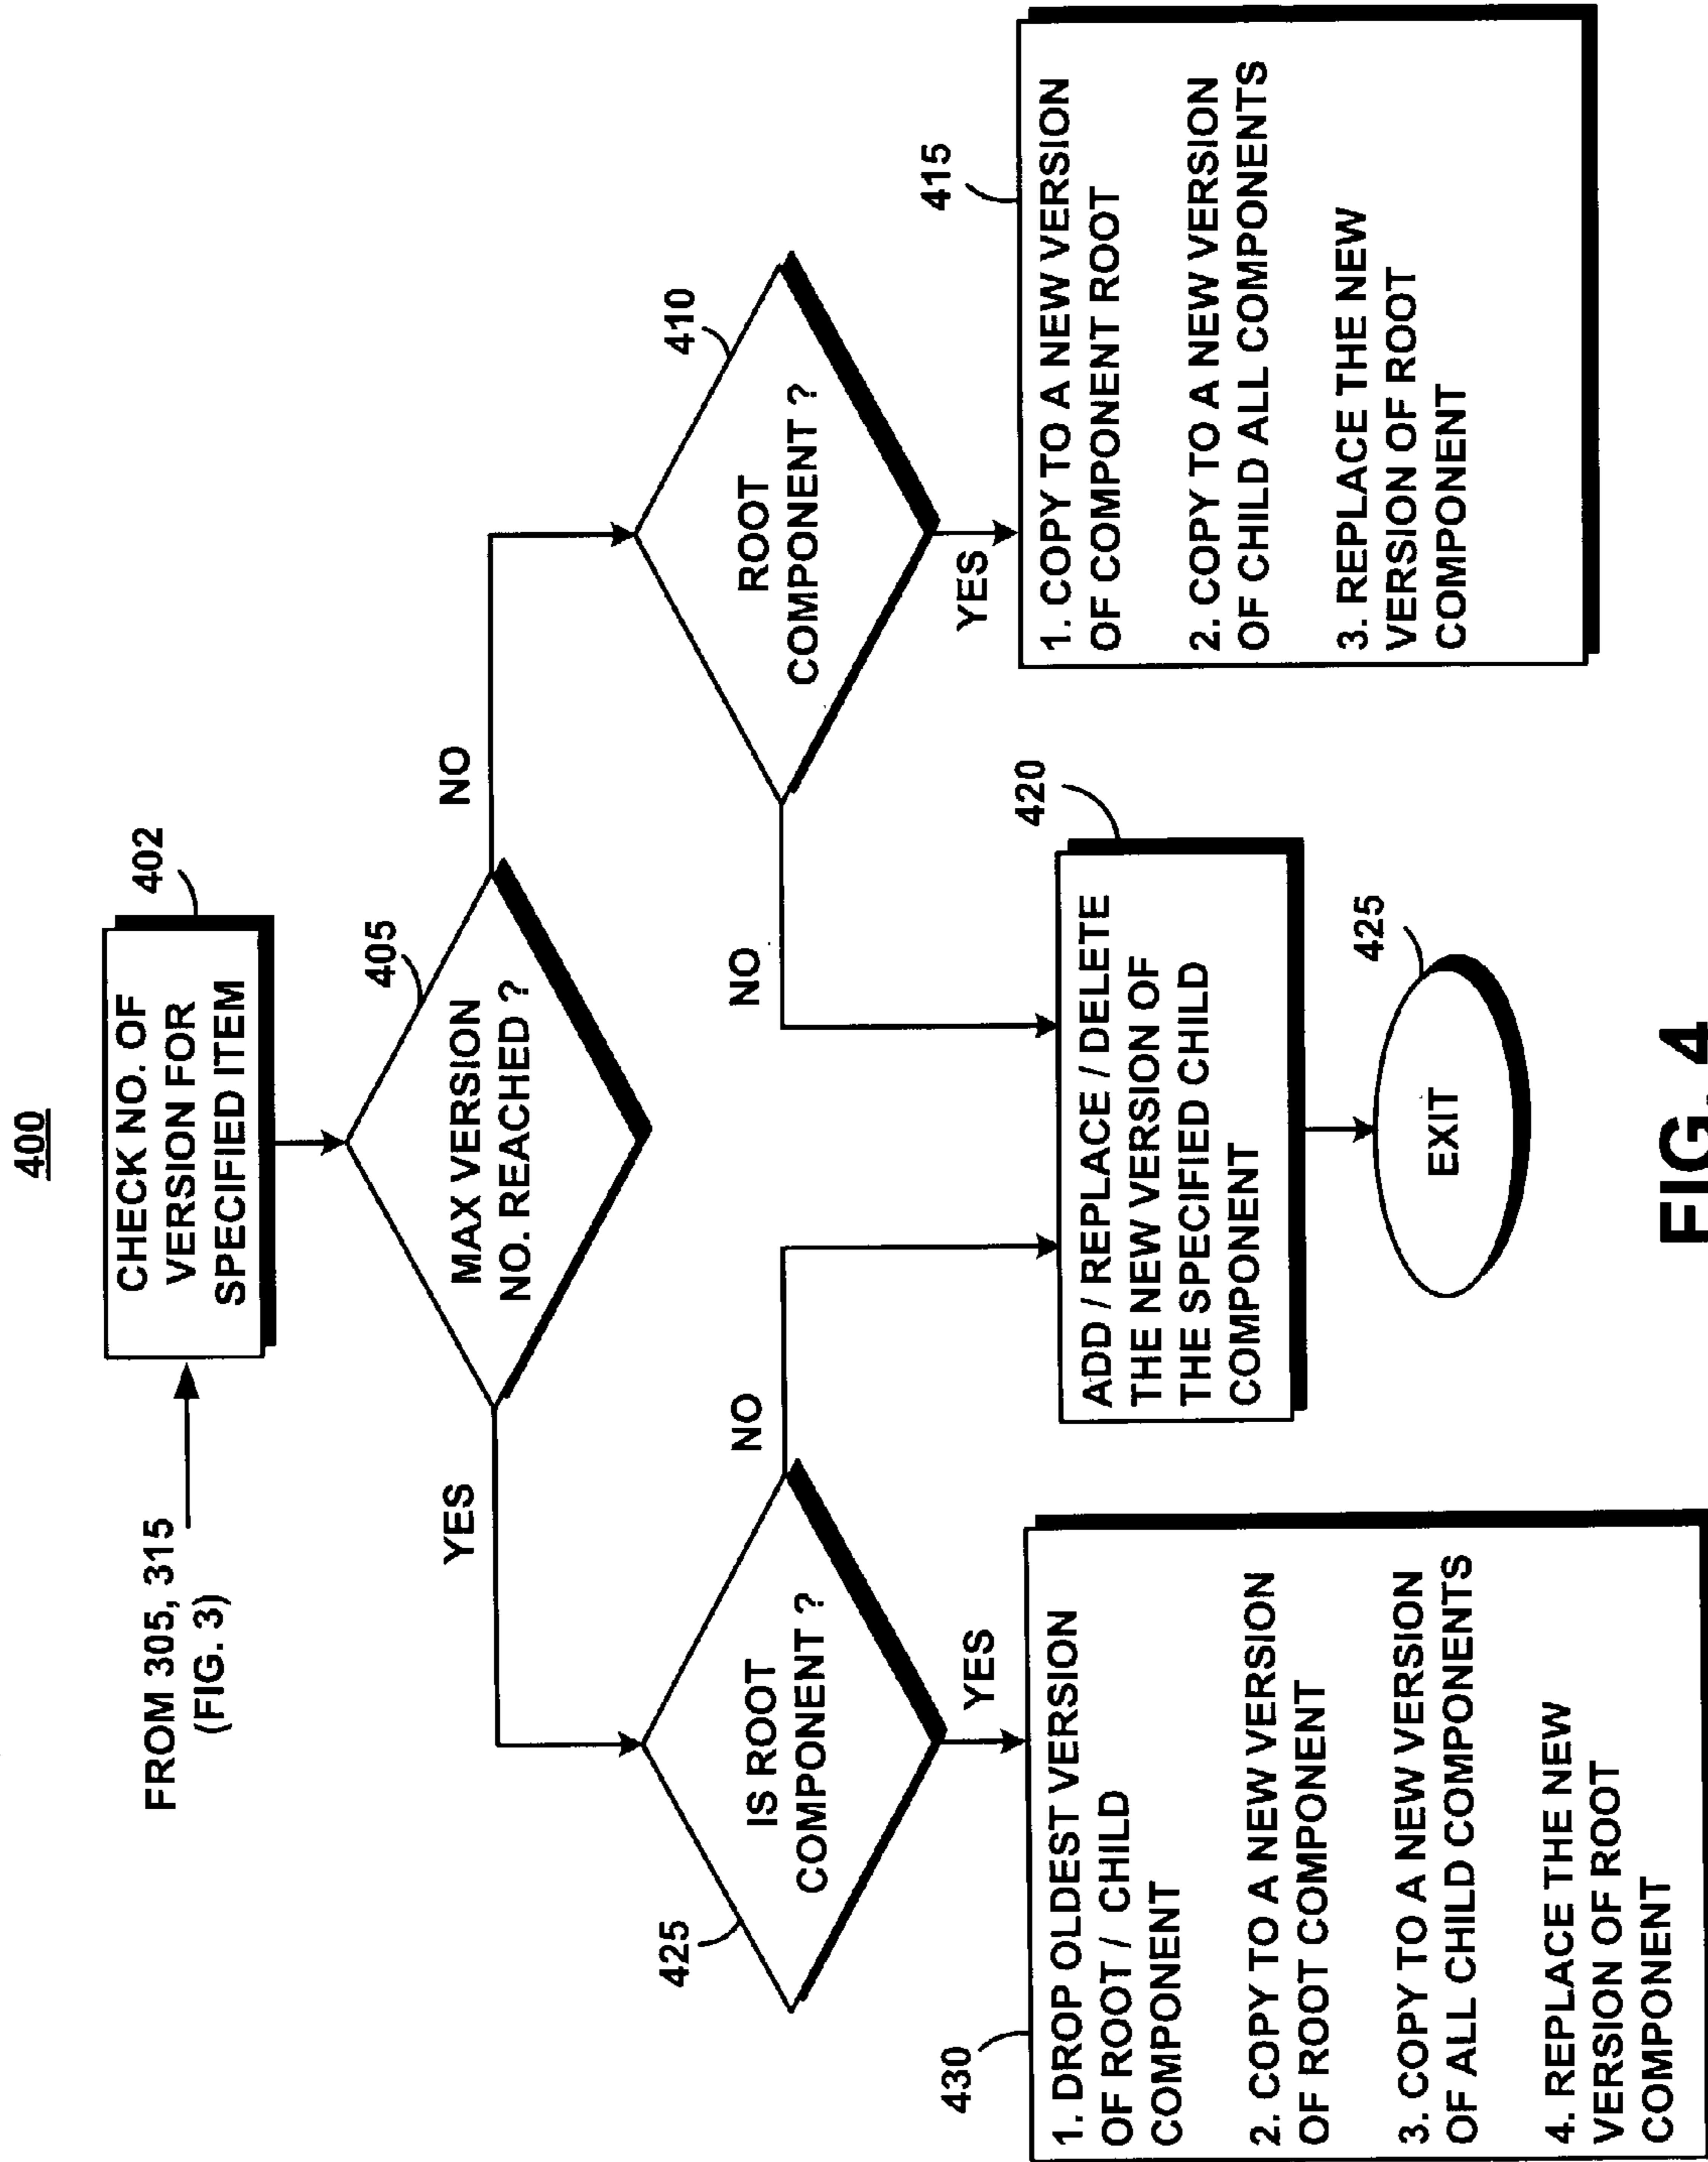 400
FROM 305, 315
(FIG. 3)
CHECK NO. OF
VERSION FOR
SPECIFIED ITEM
402
MAX VERSION
NO. REACHED ?
405
YES
NO
425
IS ROOT
COMPONENT ?
NO
YES
410
ROOT
COMPONENT ?
NO
YES
430
1. DROP OLDEST VERSION
OF ROOT / CHILD
COMPONENT
2. COPY TO A NEW VERSION
OF ROOT COMPONENT
3. COPY TO A NEW VERSION
OF ALL CHILD COMPONENTS
4. REPLACE THE NEW
VERSION OF ROOT
COMPONENT
420
ADD / REPLACE / DELETE
THE NEW VERSION OF
THE SPECIFIED CHILD
COMPONENT
425
EXIT
415
1. COPY TO A NEW VERSION
OF COMPONENT ROOT
2. COPY TO A NEW VERSION
OF CHILD ALL COMPONENTS
3. REPLACE THE NEW
VERSION OF ROOT
COMPONENT
FIG. 4